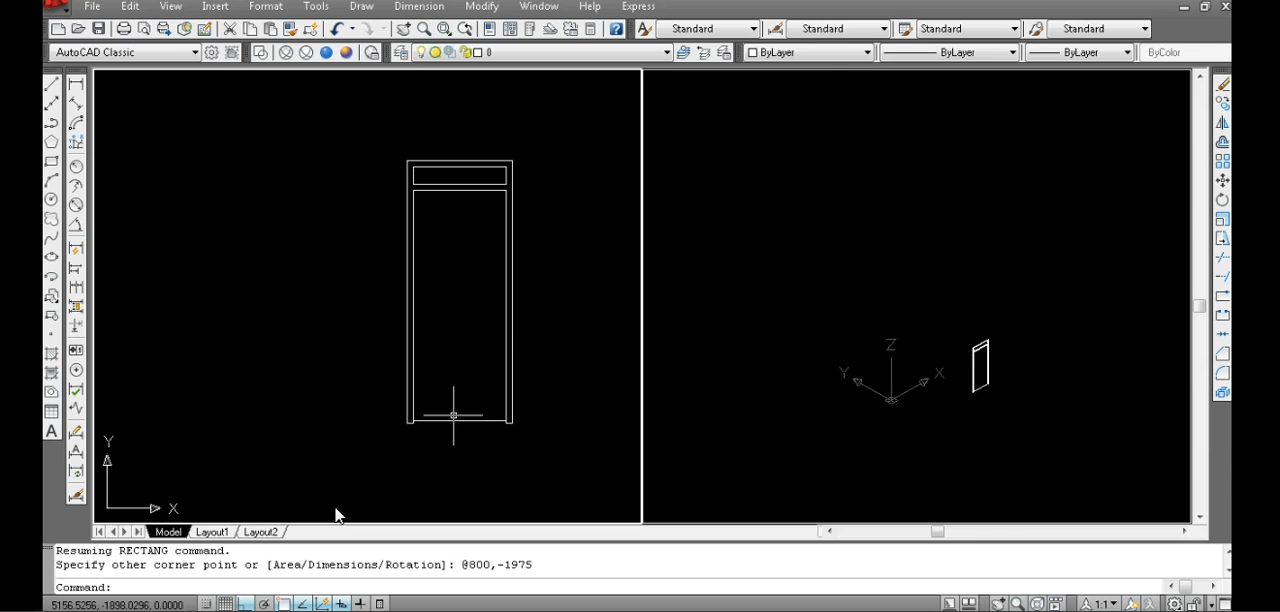 File Edit View Insert Format Tools Draw Dimension Modify Window Help Express
Standard Standard Standard Standard
AutoCAD Classic 0 ByLayer ByLayer ByLayer ByColor
Z
Y X
Y
X
Model Layout1 Layout2
Resuming RECTANG command.
Specify other corner point or [Area/Dimensions/Rotation]: @800,-1975
Command:
5156.5256, -1898.0296, 0.0000 1:1